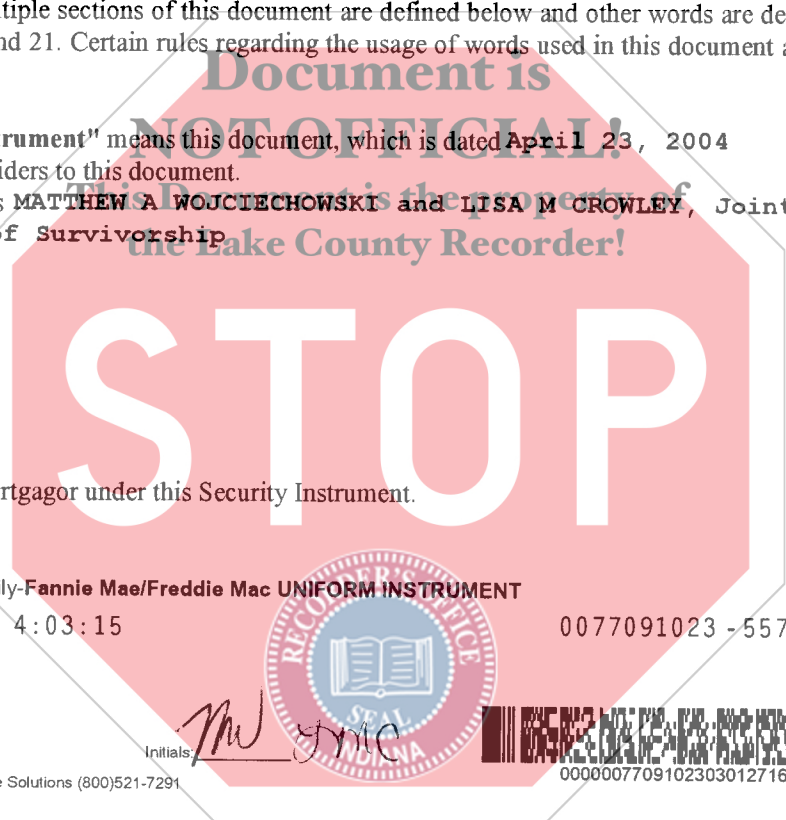 tiple sections of this document are defined below and other words are de
nd 21. Certain rules regarding the usage of words used in this document a
Document is
rument" means this document, which is dated April 23, 2004
NOT OFFICIAL!
iders to this document.
This Document is the property of
s MATTHEW A WOJCIECHOWSKI and LISA M CROWLEY, Joint
of Survivorship
the Lake County Recorder!
STOP
rtgagor under this Security Instrument.
ly-Fannie Mae/Freddie Mac UNIFORM INSTRUMENT
4:03:15
0077091023-557
RECORDER'S OFFICE
SEAL
INDIANA
Initials:
e Solutions (800)521-7291
0000007709102303012716